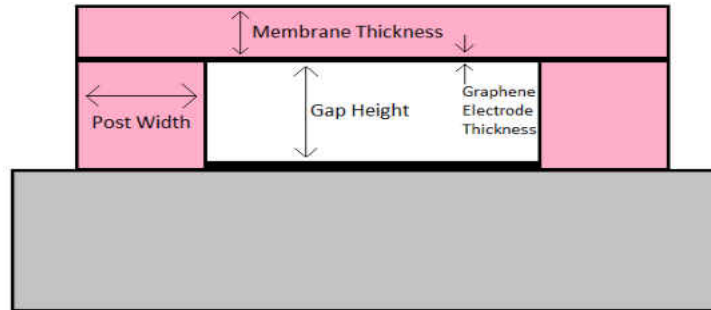 Membrane Thickness
Post Width
Gap Height
Graphene
Electrode
Thickness